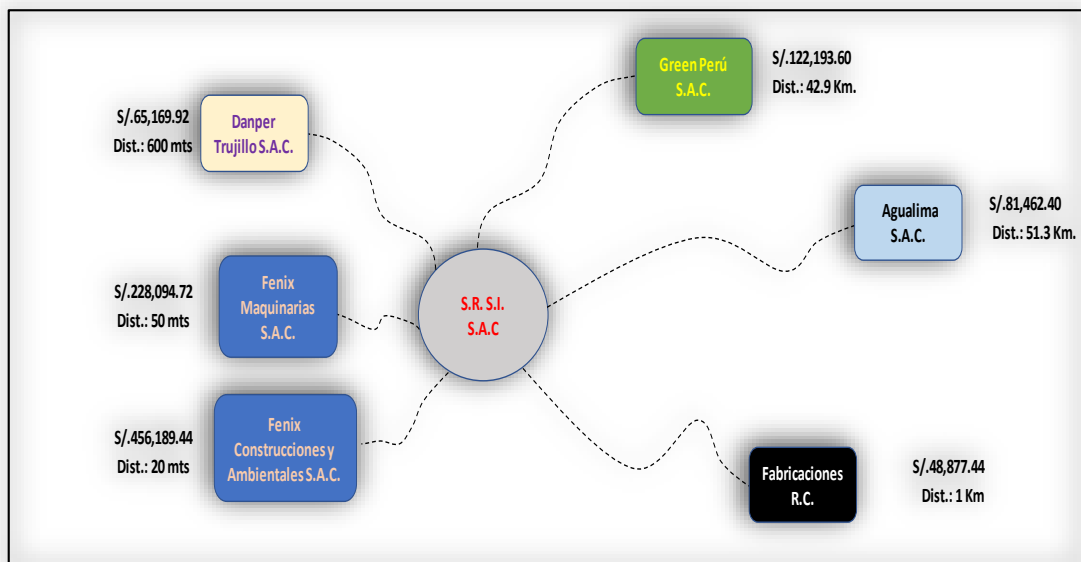 Green Perú
S.A.C.
S/.122,193.60
Dist.: 42.9 Km.
S/.65,169.92
Dist.: 600 mts
Danper
Trujillo S.A.C.
Agualima
S.A.C.
S/.81,462.40
Dist.: 51.3 Km.
S/.228,094.72
Dist.: 50 mts
Fenix
Maquinarias
S.A.C.
S.R. S.I.
S.A.C
S/.456,189.44
Dist.: 20 mts
Fenix
Construcciones y
Ambientales S.A.C.
Fabricaciones
R.C.
S/.48,877.44
Dist.: 1 Km